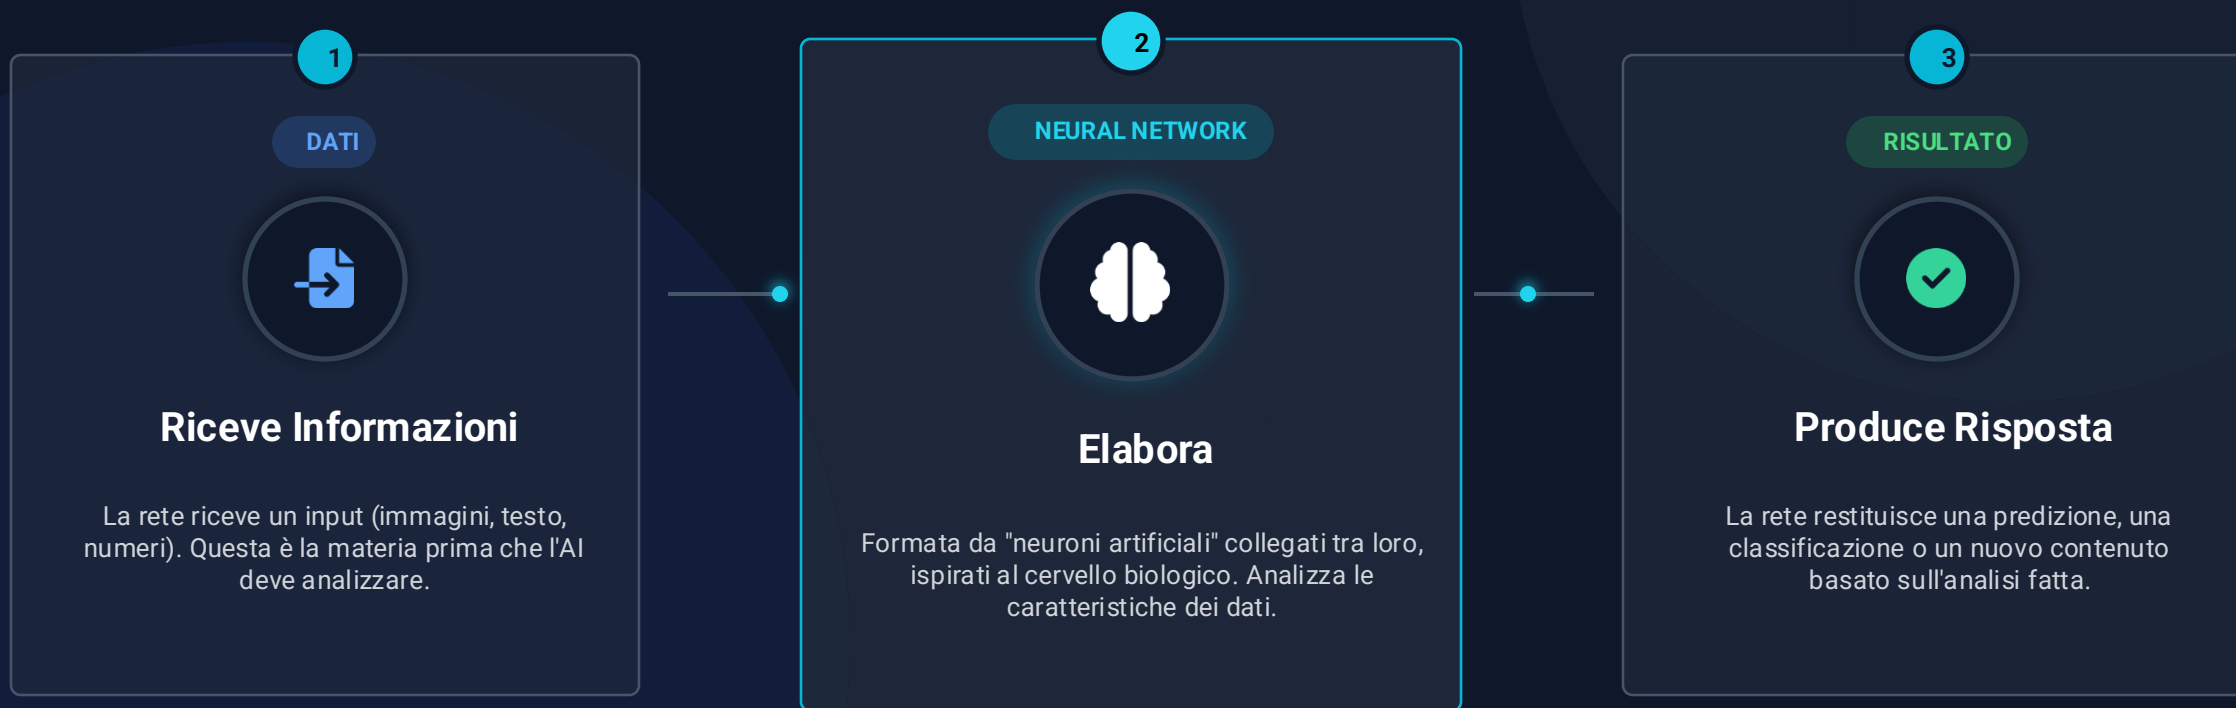 1
DATI
Riceve Informazioni
La rete riceve un input (immagini, testo,
numeri). Questa è la materia prima che l'AI
deve analizzare.
2
NEURAL NETWORK
Elabora
Formata da "neuroni artificiali" collegati tra loro,
ispirati al cervello biologico. Analizza le
caratteristiche dei dati.
3
RISULTATO
Produce Risposta
La rete restituisce una predizione, una
classificazione o un nuovo contenuto
basato sull'analisi fatta.